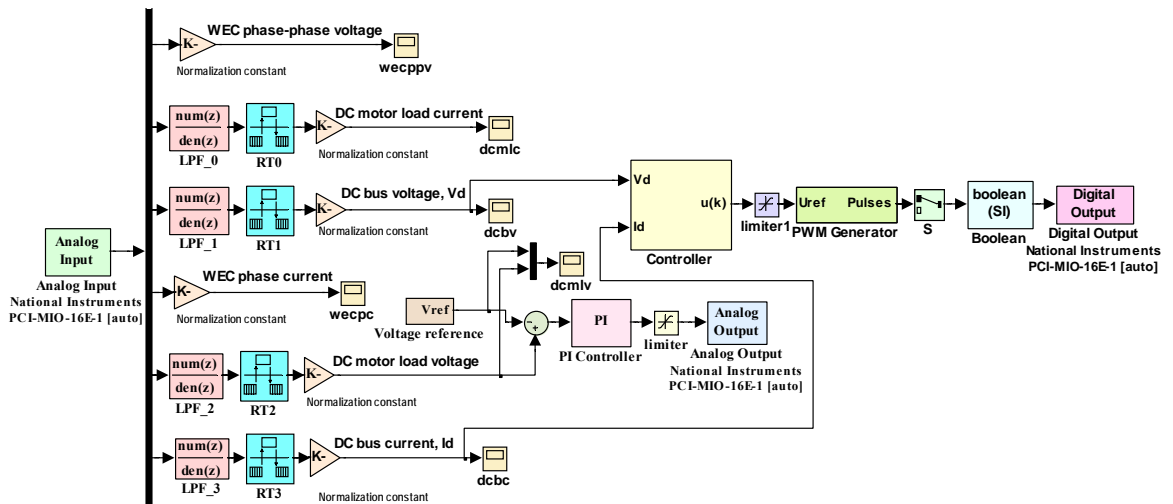 WEC phase-phase voltage
K-
wecppv
Normalization constant
num(z)
den(z)
LPF_0
RT0
K-
DC motor load current
dcmlc
Normalization constant
num(z)
den(z)
LPF_1
RT1
K-
DC bus voltage, Vd
dcbv
Normalization constant
Vd
Id
u(k)
Controller
limiter1
Uref
Pulses
PWM Generator
S
boolean
(SI)
Boolean
Digital
Output
Digital Output
National Instruments
PCI-MIO-16E-1 [auto]
Analog
Input
Analog Input
National Instruments
PCI-MIO-16E-1 [auto]
WEC phase current
K-
wecpc
Normalization constant
dcmlv
Vref
Voltage reference
-
+
PI
PI Controller
limiter
Analog
Output
Analog Output
National Instruments
PCI-MIO-16E-1 [auto]
num(z)
den(z)
LPF_2
RT2
K-
DC motor load voltage
Normalization constant
num(z)
den(z)
LPF_3
RT3
K-
DC bus current, Id
dcbc
Normalization constant